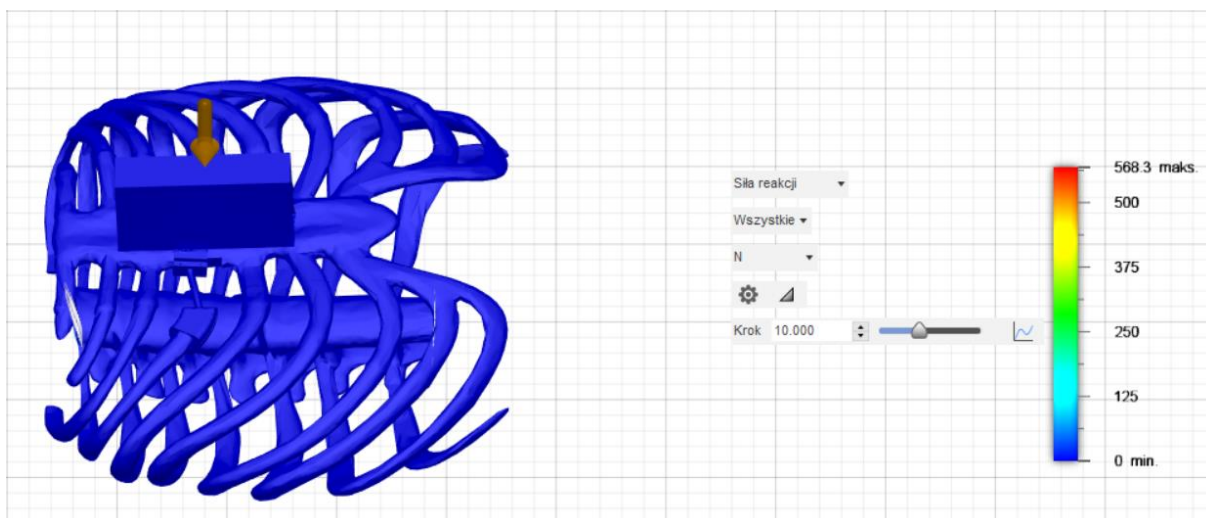 Siła reakcji
Wszystkie
N
Krok 10.000
568.3 maks.
500
375
250
125
0 min.